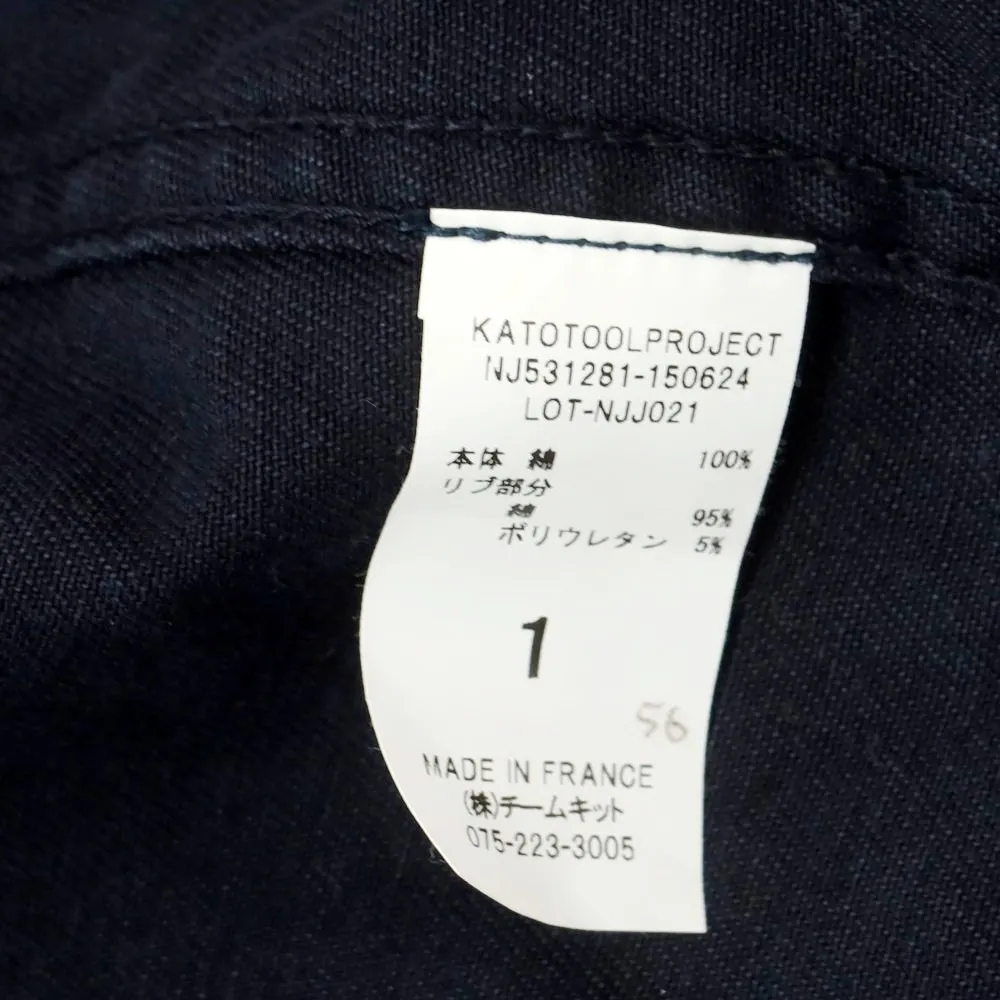 KATOTOOLPROJECT
NJ531281-150624
LOT-NJJ021
本体 綿 100%
リブ部分
綿 95%
ポリウレタン 5%
1
56
MADE IN FRANCE
(株)チームキット
075-223-3005